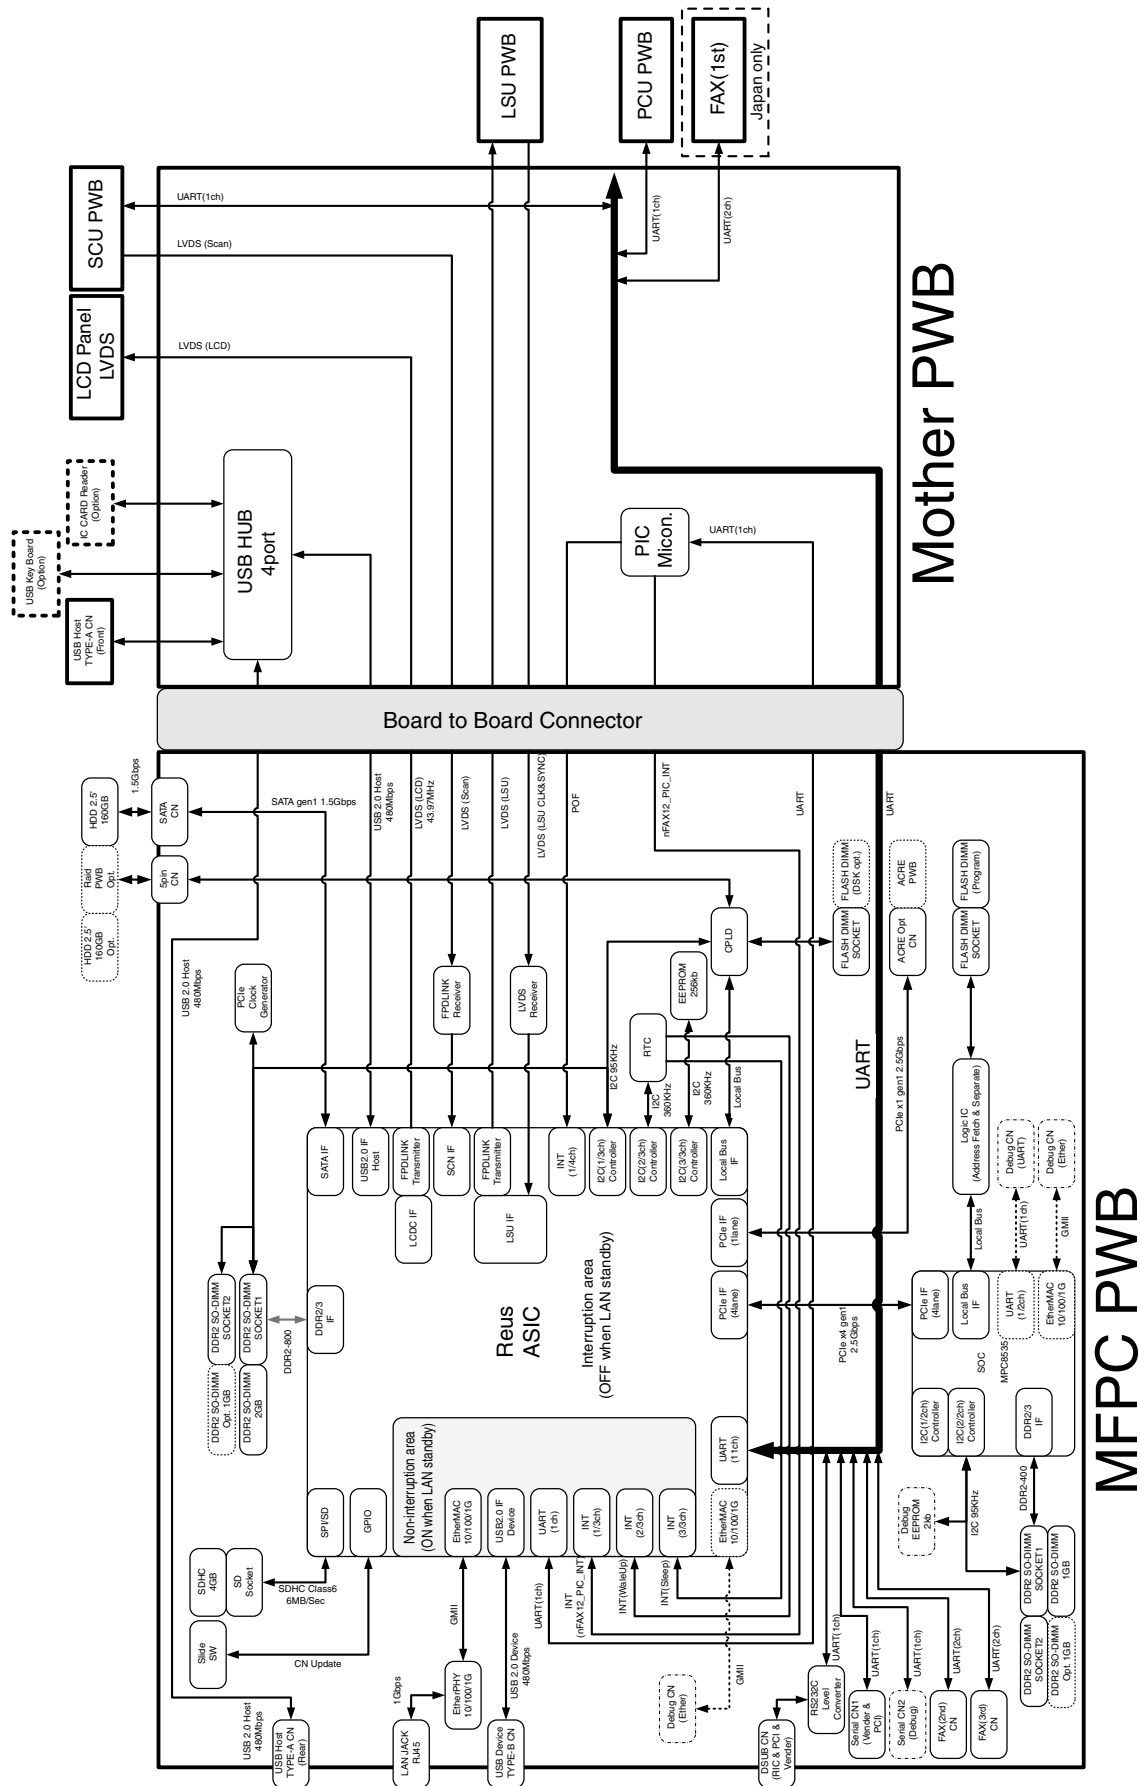 LSU PWB
PCU PWB
FAX(1st)
Japan only
SCU PWB
LCD Panel
LVDS
IC CARD Reader
(Option)
USB Key Board
(Option)
USB Host
TYPE-A CN
(Front)
UART(1ch)
LVDS (Scan)
LVDS (LCD)
UART(1ch)
UART(2ch)
USB HUB
4port
PIC
Micon.
UART(1ch)
Mother PWB
Board to Board Connector
HDD 2.5'
160GB
Raid
PWB
Opt.
HDD 2.5'
160GB
Opt.
1.5Gbps
SATA
CN
5pin
CN
SATA gen1 1.5Gbps
USB 2.0 Host
480Mbps
USB 2.0 Host
480Mbps
LVDS (LCD)
43.97MHz
LVDS (Scan)
LVDS (LSU)
LVDS (LSU CLK&SYNC)
POF
nFAX12_PIC_INT
UART
UART
PCIe
Clock
Generator
FPDLINK
Receiver
LVDS
Receiver
CPLD
EEPROM
256kb
RTC
I2C 95KHz
I2C
360KHz
I2C
360KHz
Local Bus
FLASH DIMM
(DSK opt.)
FLASH DIMM
SOCKET
ACRE
PWB
ACRE Opt
CN
FLASH DIMM
(Program)
FLASH DIMM
SOCKET
UART
PCIe x1 gen1 2.5Gbps
Logic IC
(Address Fetch & Separate)
Debug CN
(UART)
Debug CN
(Ether)
Local Bus
UART(1ch)
GMII
SATA IF
USB2.0 IF
Host
FPDLINK
Transmitter
SCN IF
FPDLINK
Transmitter
INT
(1/4ch)
I2C(1/3ch)
Controller
I2C(2/3ch)
Controller
I2C(3/3ch)
Controller
Local Bus
IF
LCDC IF
LSU IF
PCIe IF
(1lane)
PCIe IF
(4lane)
DDR2/3
IF
Reus
ASIC
Interruption area
(OFF when LAN standby)
Non-interruption area
(ON when LAN standby)
DDR2 SO-DIMM
SOCKET2
DDR2 SO-DIMM
SOCKET1
DDR2 SO-DIMM
Opt. 1GB
DDR2 SO-DIMM
2GB
DDR2-800
PCIe x4 gen1
2.5Gbps
PCIe IF
(4lane)
Local Bus
IF
UART
(1/2ch)
EtherMAC
10/100/1G
SOC
MPC8535
I2C(1/2ch)
Controller
I2C(2/2ch)
Controller
DDR2/3
IF
SPI/SD
GPIO
EtherMAC
10/100/1G
USB2.0 IF
Device
UART
(1ch)
INT
(1/3ch)
INT
(2/3ch)
INT
(3/3ch)
EtherMAC
10/100/1G
UART
(11ch)
SDHC
4GB
SD
Socket
Slide
SW
SDHC Class6
6MB/Sec
CN Update
GMII
USB 2.0 Device
480Mbps
UART(1ch)
INT
(nFAX12_PIC_INT)
INT(WaleUp)
INT(Sleep)
GMII
1Gbps
EtherPHY
10/100/1G
LAN JACK
RJ45
USB Device
TYPE-B CN
USB Host
TYPE-A CN
(Rear)
USB 2.0 Host
480Mbps
Debug CN
(Ether)
DSUB CN
(RIC & PCI &
Vender)
RS232C
Level
Converter
UART(1ch)
Serial CN1
(Vender &
PCI)
UART(1ch)
Serial CN2
(Debug)
UART(1ch)
FAX(2nd)
CN
UART(2ch)
FAX(3rd)
CN
UART(2ch)
Debug
EEPROM
2kb
I2C 95KHz
DDR2-400
DDR2 SO-DIMM
SOCKET1
DDR2 SO-DIMM
1GB
DDR2 SO-DIMM
SOCKET2
DDR2 SO-DIMM
Opt. 1GB
MFPC PWB